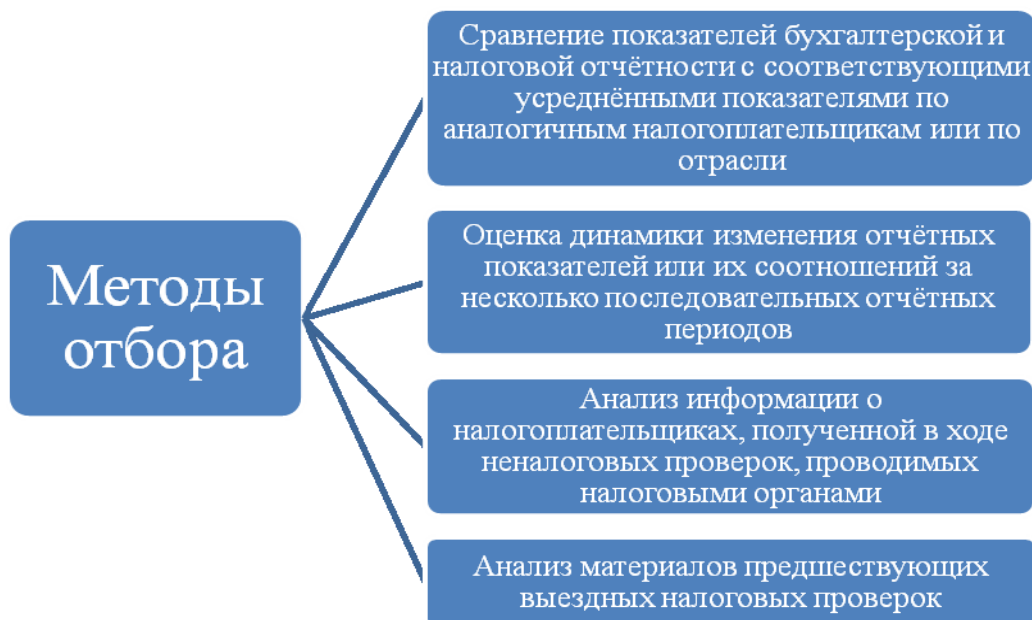 Методы
отбора
Сравнение показателей бухгалтерской и
налоговой отчётности с соответствующими
усреднёнными показателями по
аналогичным налогоплательщикам или по
отрасли
Оценка динамики изменения отчётных
показателей или их соотношений за
несколько последовательных отчётных
периодов
Анализ информации о
налогоплательщиках, полученной в ходе
неналоговых проверок, проводимых
налоговыми органами
Анализ материалов предшествующих
выездных налоговых проверок